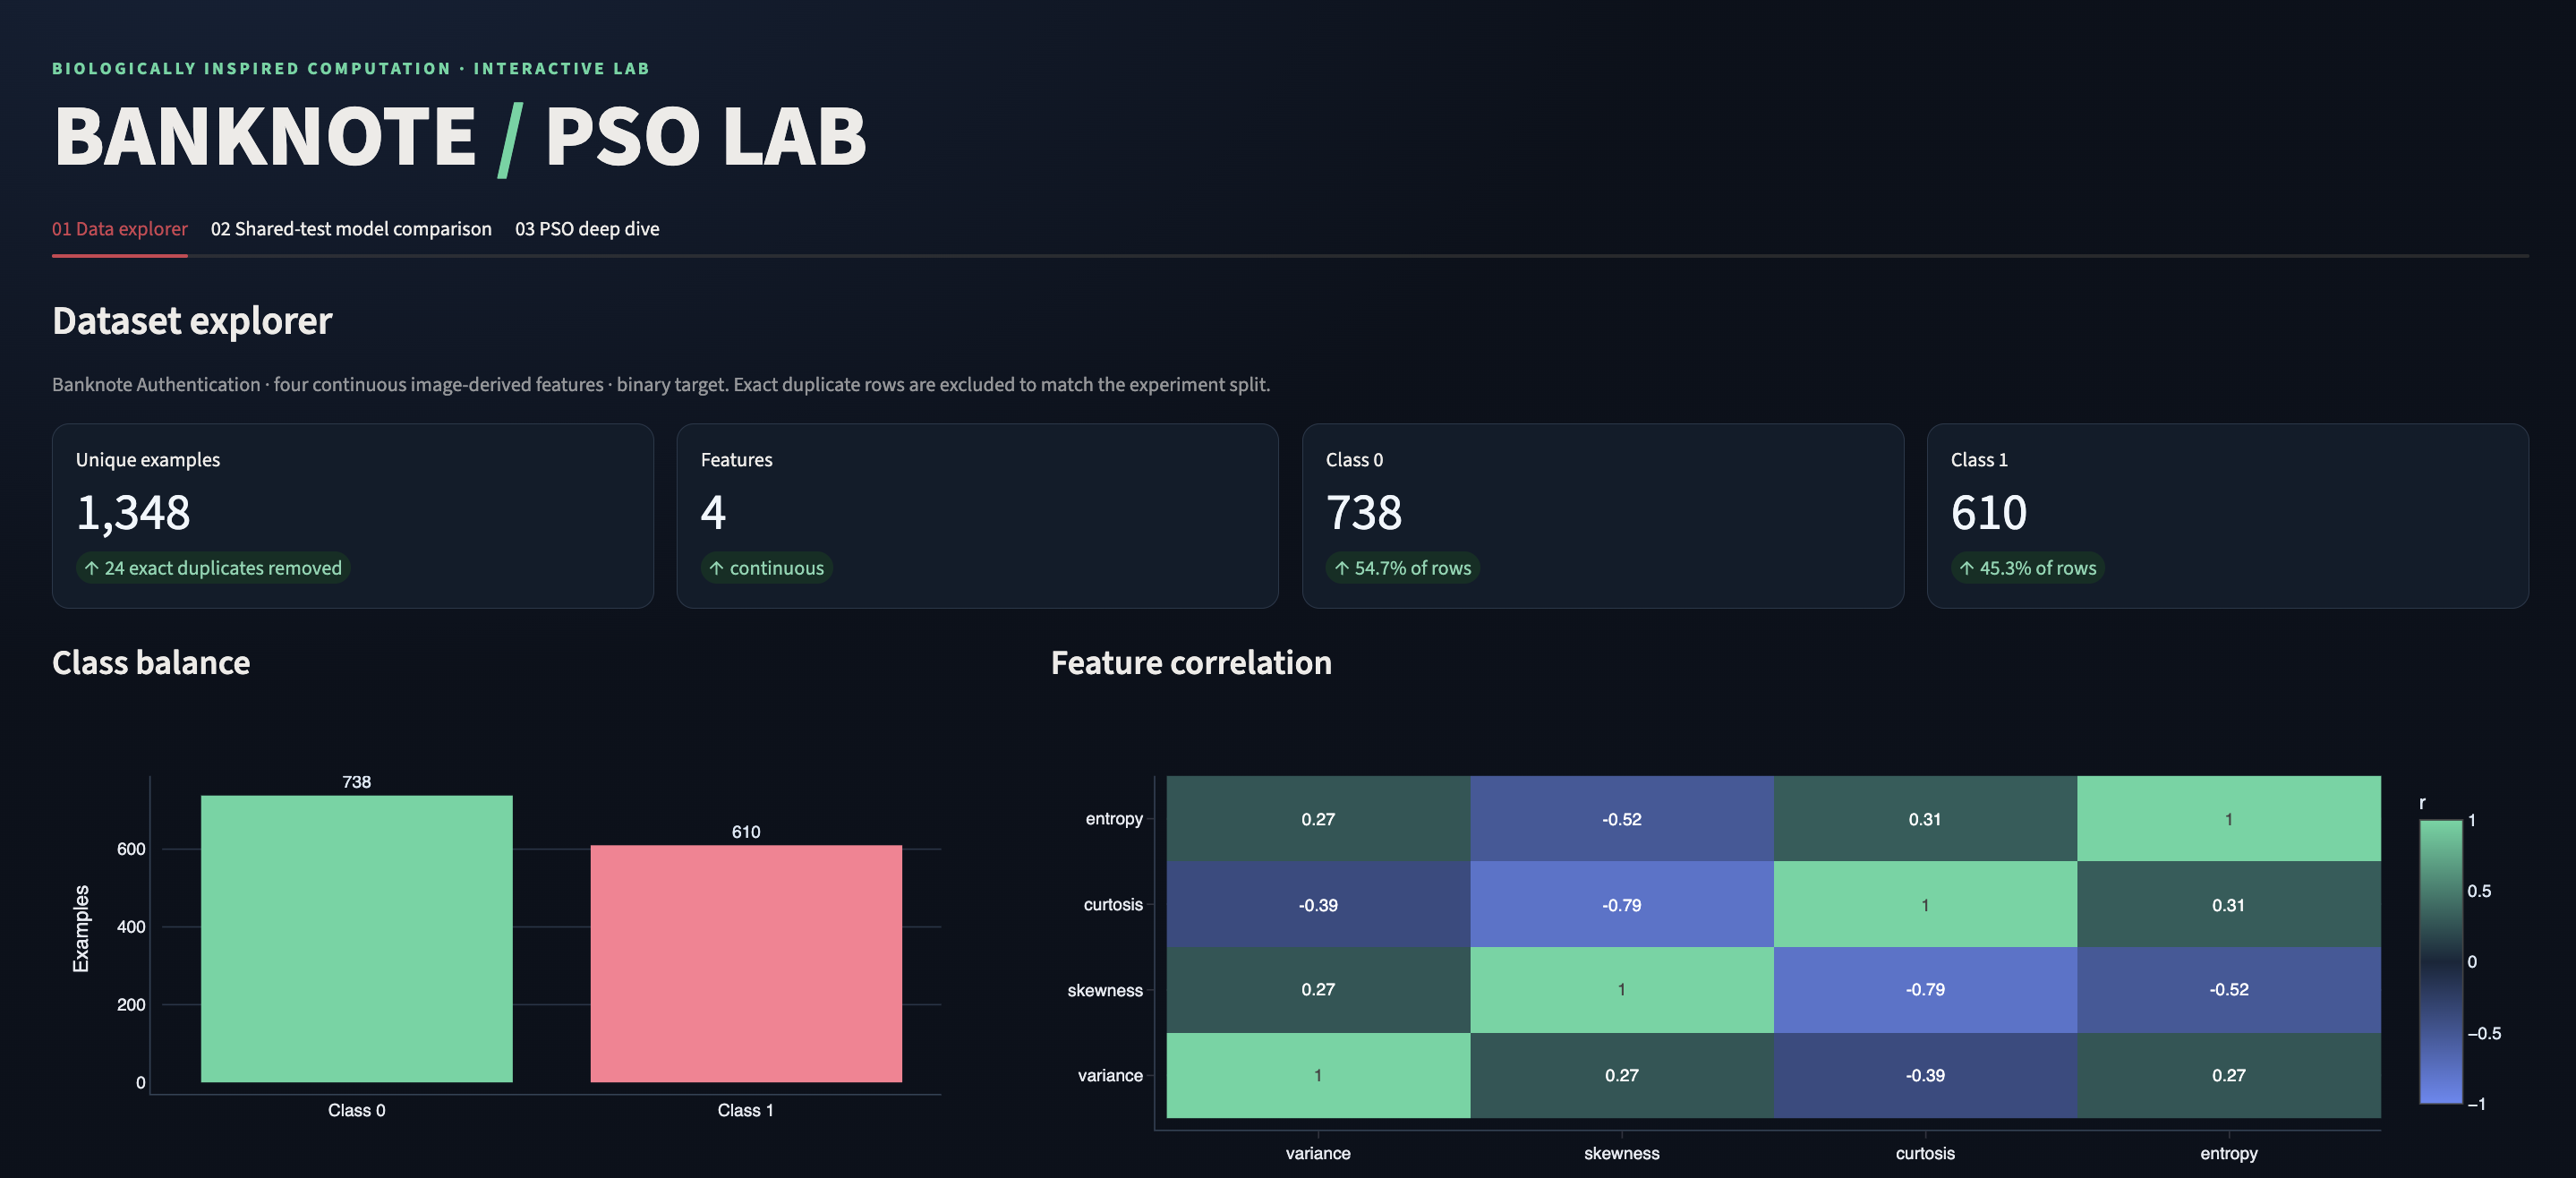 BIOLOGICALLY INSPIRED COMPUTATION · INTERACTIVE LAB
BANKNOTE / PSO LAB
01 Data explorer 02 Shared-test model comparison 03 PSO deep dive
Dataset explorer
Banknote Authentication · four continuous image-derived features · binary target. Exact duplicate rows are excluded to match the experiment split.
Unique examples
1,348
↑ 24 exact duplicates removed
Features
4
↑ continuous
Class 0
738
↑ 54.7% of rows
Class 1
610
↑ 45.3% of rows
Class balance
738
610
600
400
200
0
Examples
Class 0 Class 1
Feature correlation
entropy 0.27 -0.52 0.31 1
curtosis -0.39 -0.79 1 0.31
skewness 0.27 1 -0.79 -0.52
variance 1 0.27 -0.39 0.27
variance skewness curtosis entropy
r
1
0.5
0
−0.5
−1